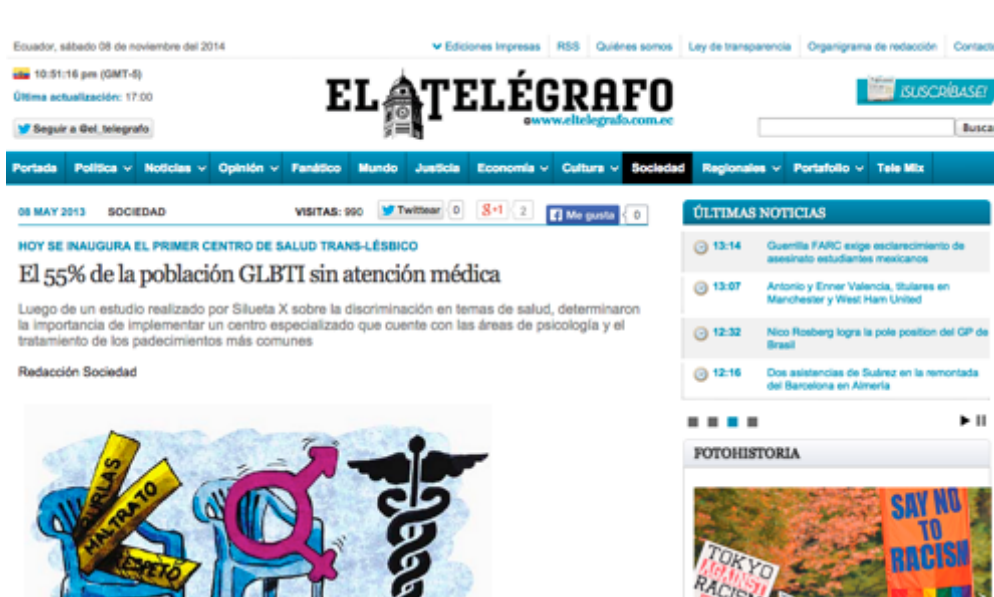 Ecuador, sábado 08 de noviembre del 2014
Ediciones Impresas RSS Quiénes somos Ley de transparencia Organigrama de redacción Contacto
10:51:16 pm (GMT-5)
Última actualización: 17:00
Seguir a @el_telegrafo
EL TELÉGRAFO
www.eltelegrafo.com.ec
¡SUSCRÍBASE!
Busca
Portada Política Noticias Opinión Fanático Mundo Justicia Economía Cultura Sociedad Regionales Portafolio Tele Mix
08 MAY 2013 SOCIEDAD VISITAS: 990 Twittear 0 g+1 2 Me gusta 0
HOY SE INAUGURA EL PRIMER CENTRO DE SALUD TRANS-LÉSBICO
El 55% de la población GLBTI sin atención médica
Luego de un estudio realizado por Silueta X sobre la discriminación en temas de salud, determinaron
la importancia de implementar un centro especializado que cuente con las áreas de psicología y el
tratamiento de los padecimientos más comunes
Redacción Sociedad
BURLAS
MALTRATO
ÚLTIMAS NOTICIAS
13:14 Guerrilla FARC exige esclarecimiento de
asesinato estudiantes mexicanos
13:07 Antonio y Enner Valencia, titulares en
Manchester y West Ham United
12:32 Nico Rosberg logra la pole position del GP de
Brasil
12:16 Dos asistencias de Suárez en la remontada
del Barcelona en Almería
FOTOHISTORIA
SAY NO
TO
RACISM
TOKYO
AGAINST
RACISM